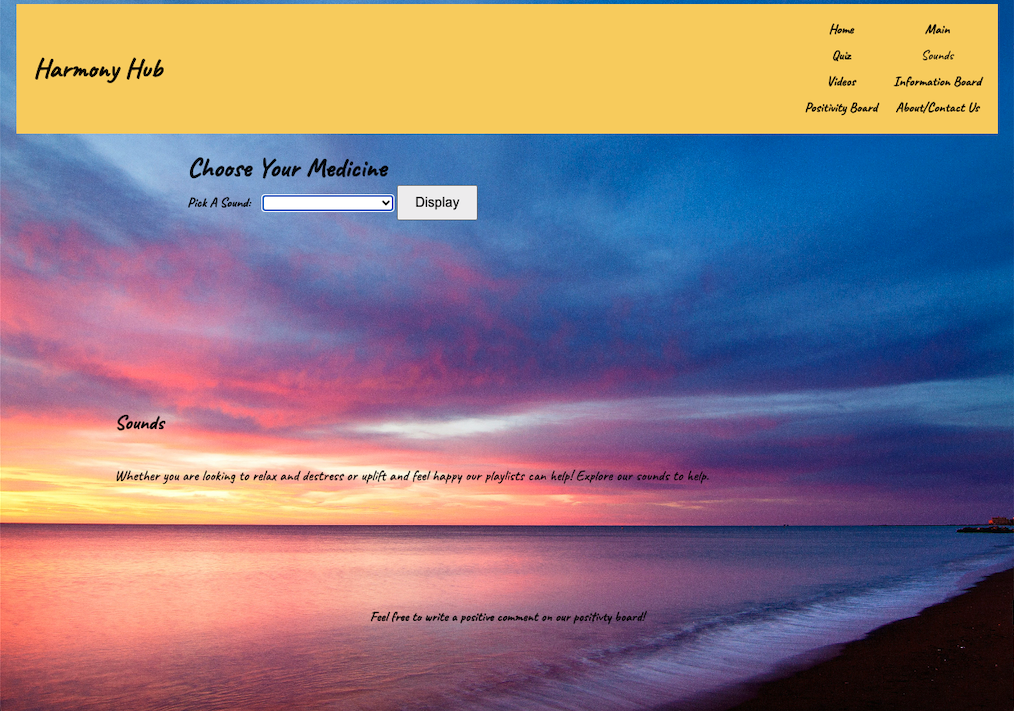 Harmony Hub
Home
Main
Quiz
Sounds
Videos
Information Board
Positivity Board
About/Contact Us
Choose Your Medicine
Pick A Sound:
Display
Sounds
Whether you are looking to relax and destress or uplift and feel happy our playlists can help! Explore our sounds to help.
Feel free to write a positive comment on our positivty board!